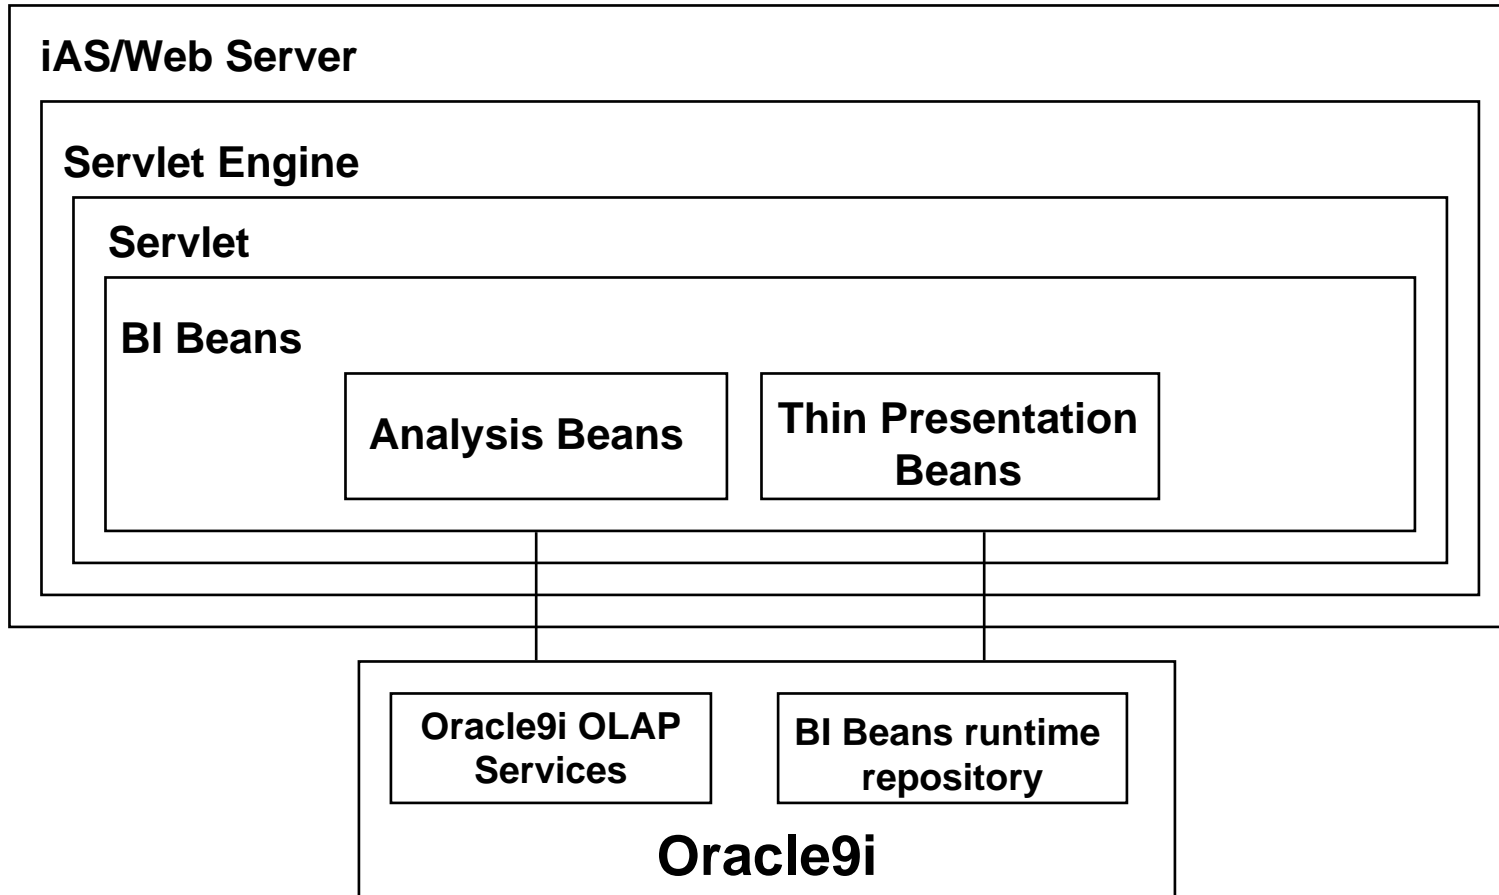 iAS/Web Server
Servlet Engine
Servlet
BI Beans
Analysis Beans
Thin Presentation
Beans
Oracle9i OLAP
Services
BI Beans runtime
repository
Oracle9i